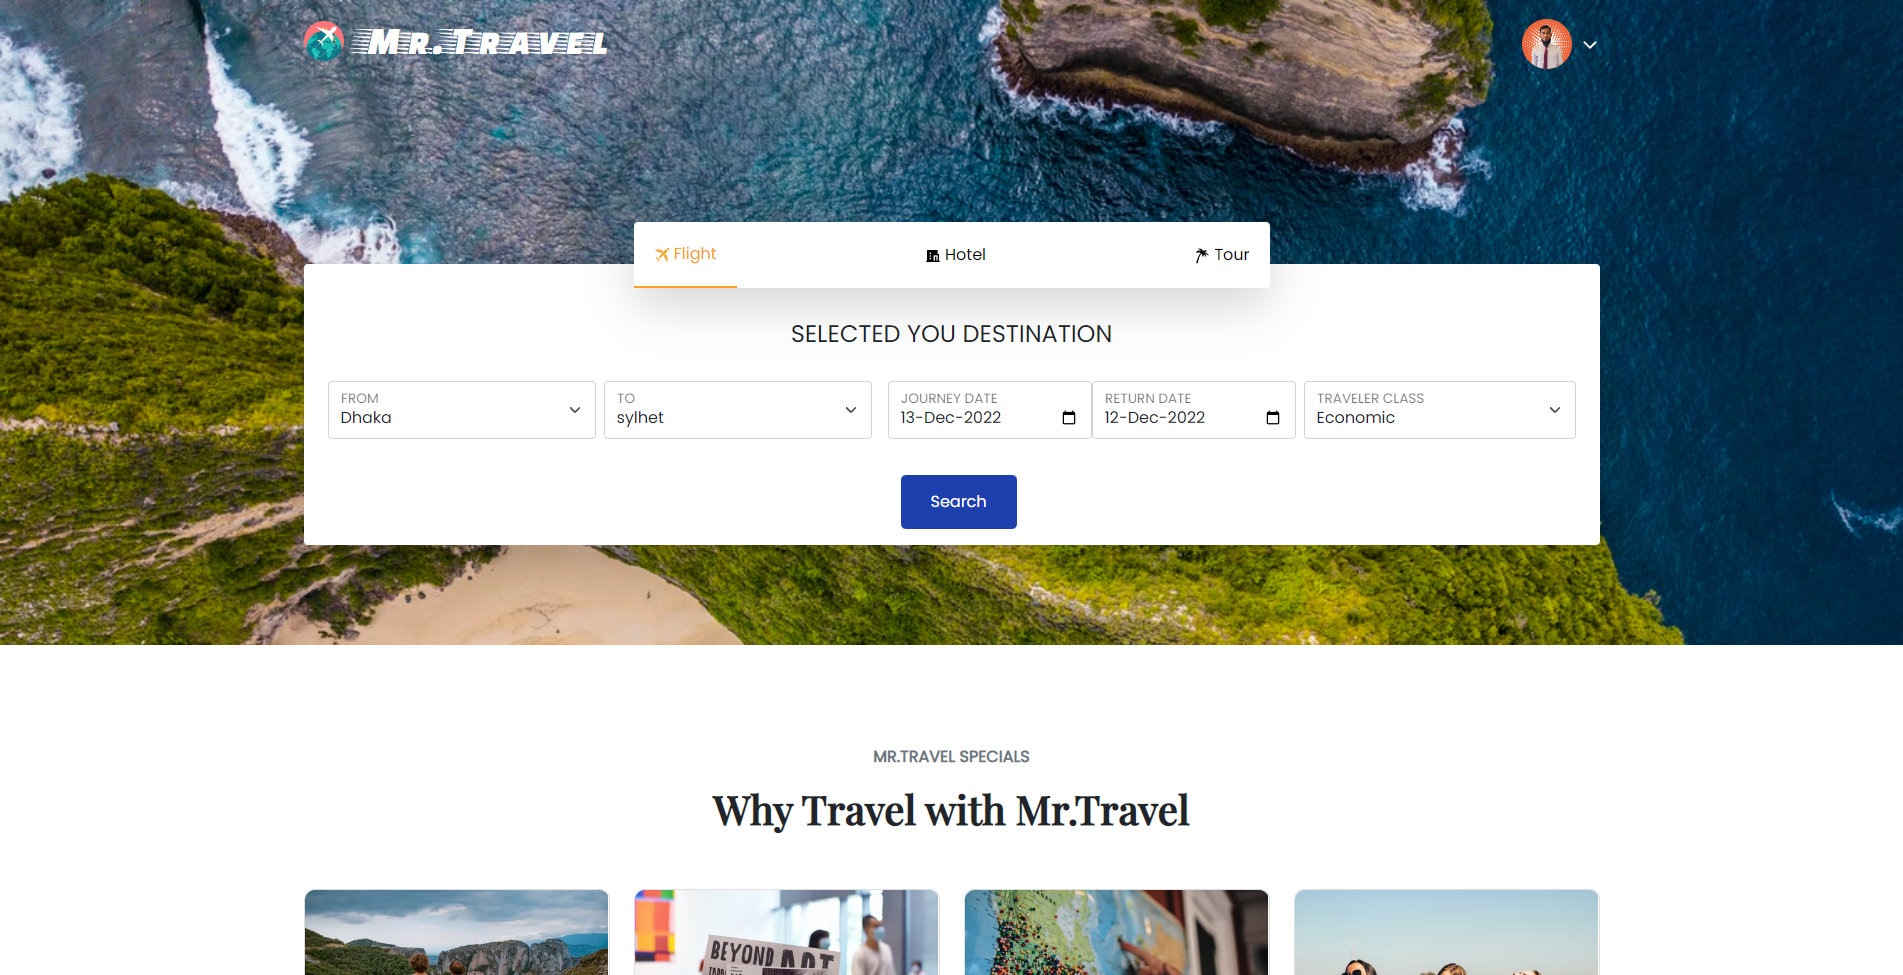 MR.TRAVEL
Flight
Hotel
Tour
SELECTED YOU DESTINATION
FROM
Dhaka
TO
sylhet
JOURNEY DATE
13-Dec-2022
RETURN DATE
12-Dec-2022
TRAVELER CLASS
Economic
Search
MR.TRAVEL SPECIALS
Why Travel with Mr.Travel
BEYOND ART